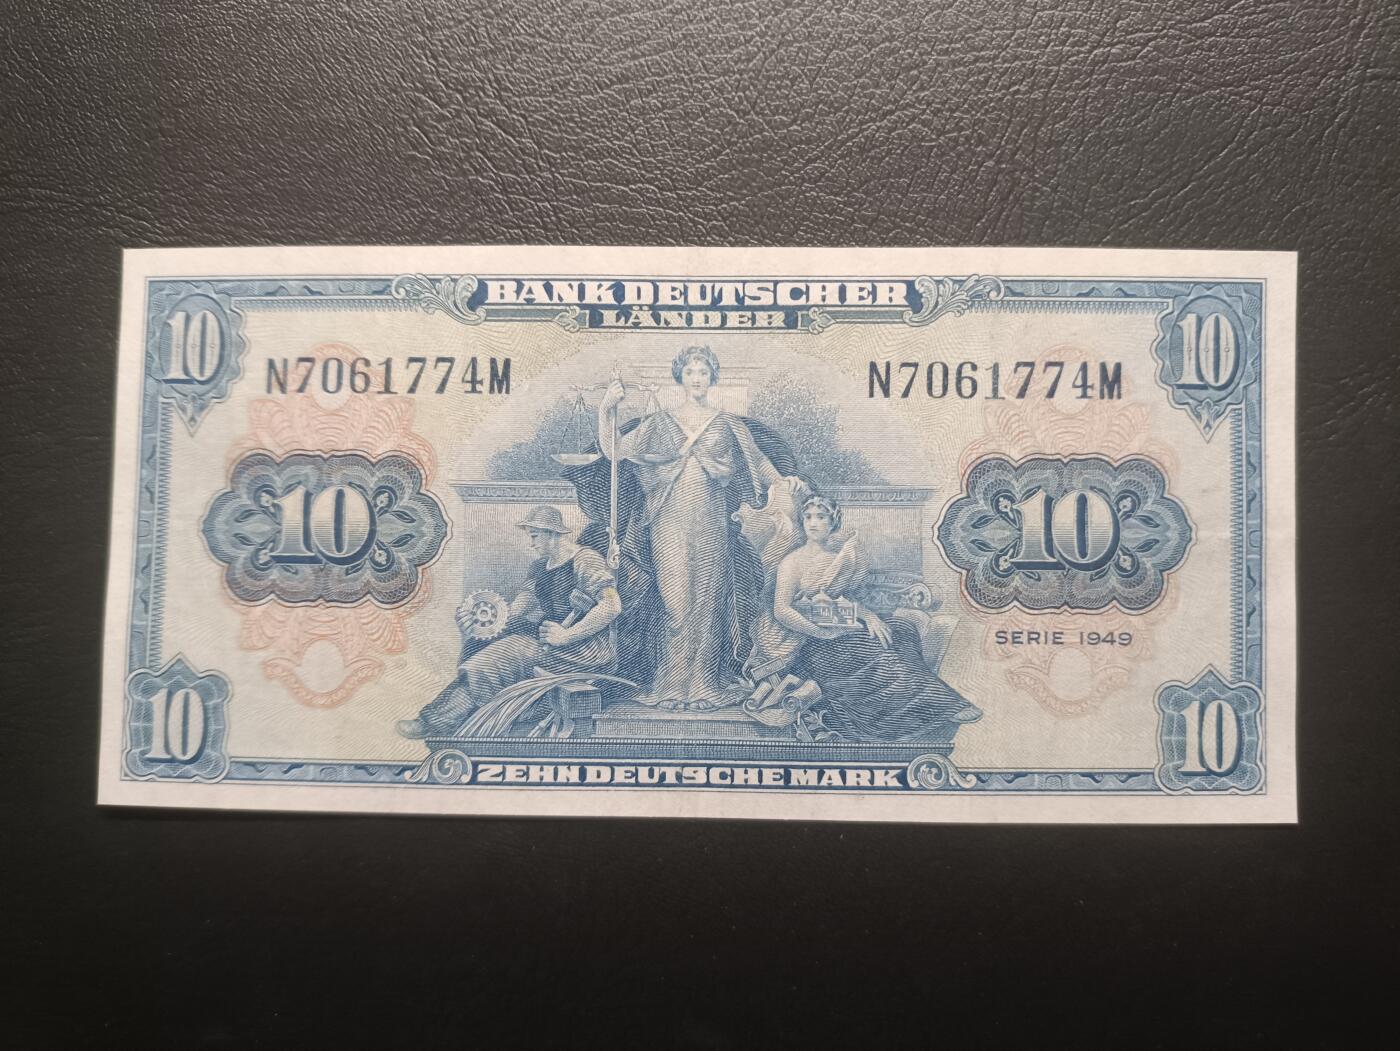 BANK DEUTSCHER
LÄNDER
10 10
N7061774M N7061774M
10 10
SERIE 1949
10 10
ZEHN DEUTSCHE MARK